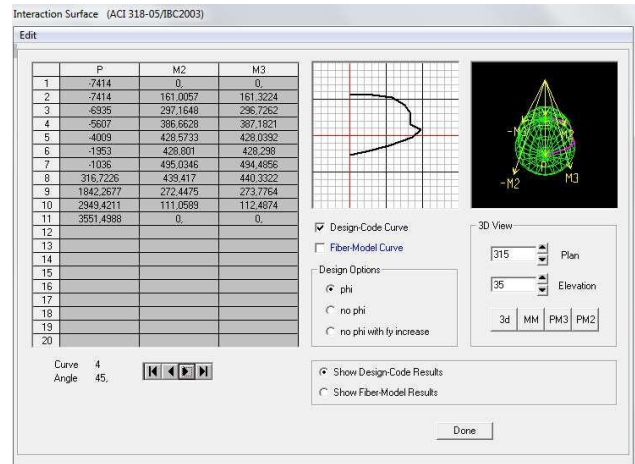 Interaction Surface (ACI 318-05/IBC2003)
Edit
P M2 M3
1 -7414 0, 0,
2 -7414 161,0057 161,3224
3 -6935 297,1648 296,7262
4 -5607 386,6628 387,1821
5 -4009 428,5733 428,0392
6 -1953 428,801 428,298
7 -1036 495,0346 494,4856
8 316,7226 439,417 440,3322
9 1842,2677 272,4475 273,7764
10 2949,4211 111,0589 112,4874
11 3551,4988 0, 0,
12
13
14
15
16
17
18
19
20
Curve 4
Angle 45,
-M2 M3
Design-Code Curve
Fiber-Model Curve
Design Options
phi
no phi
no phi with fy increase
3D View
315 Plan
35 Elevation
3d MM PM3 PM2
Show Design-Code Results
Show Fiber-Model Results
Done